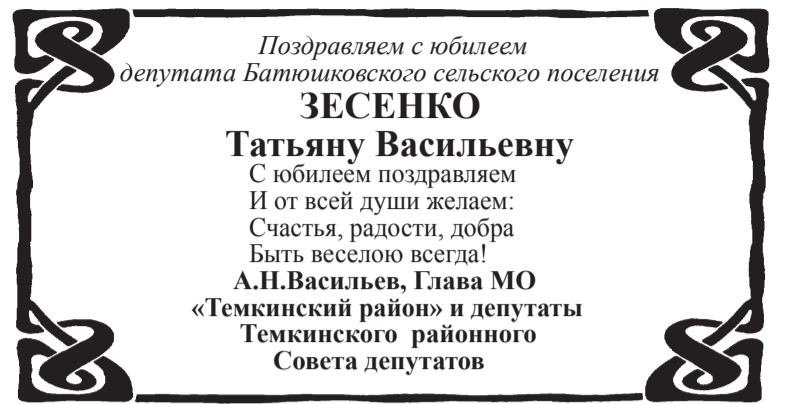 Поздравляем с юбилеем
депутата Батюшковского сельского поселения
ЗЕСЕНКО
Татьяну Васильевну
С юбилеем поздравляем
И от всей души желаем:
Счастья, радости, добра
Быть веселою всегда!
А.Н.Васильев, Глава МО
«Темкинский район» и депутаты
Темкинского районного
Совета депутатов